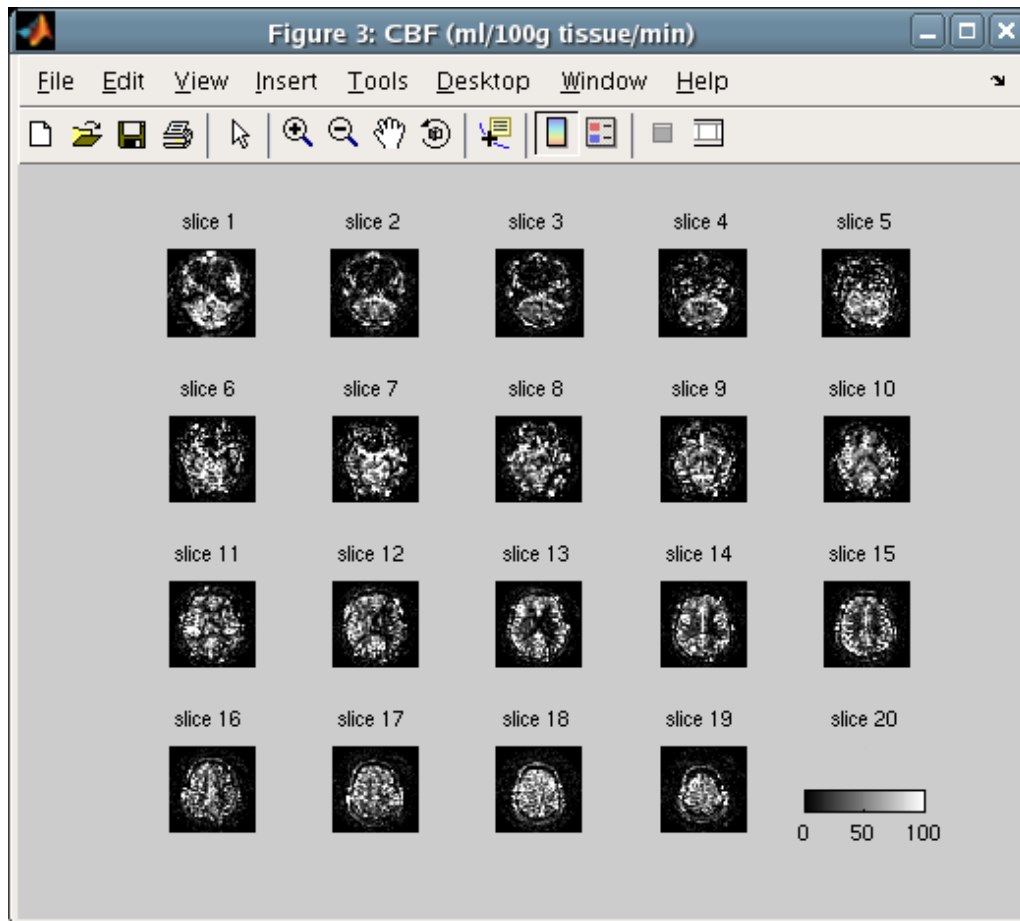 Figure 3: CBF (ml/100g tissue/min)
File Edit View Insert Tools Desktop Window Help
slice 1 slice 2 slice 3 slice 4 slice 5
slice 6 slice 7 slice 8 slice 9 slice 10
slice 11 slice 12 slice 13 slice 14 slice 15
slice 16 slice 17 slice 18 slice 19 slice 20
0 50 100